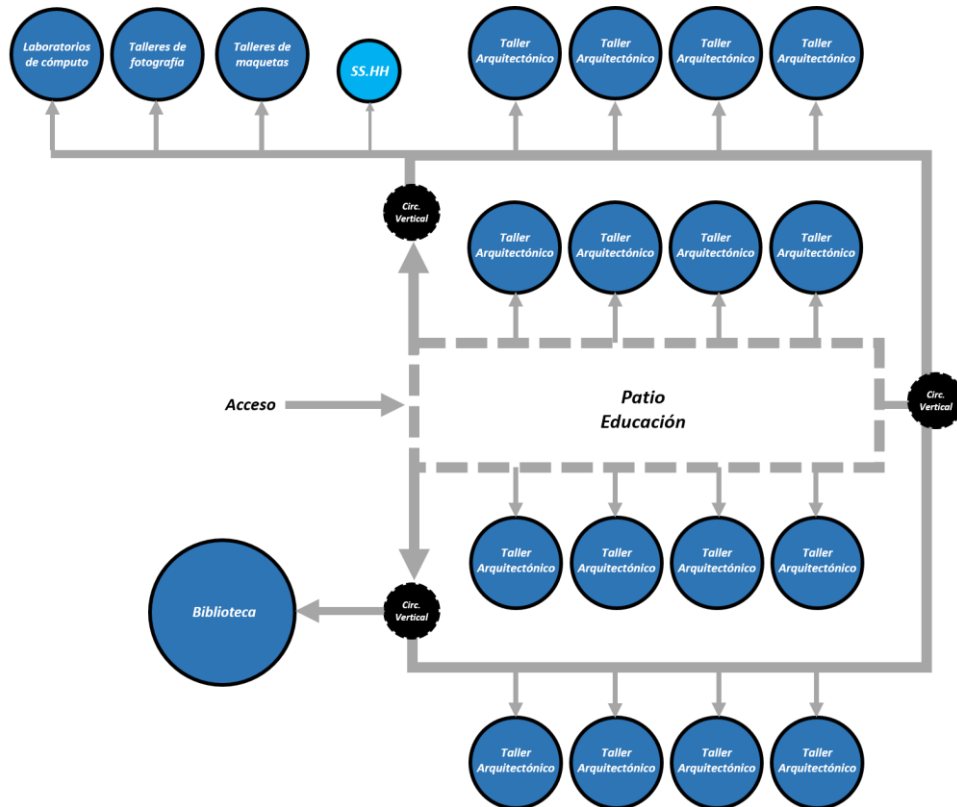 Laboratorios
de cómputo
Talleres de
fotografía
Talleres de
maquetas
SS.HH
Taller
Arquitectónico
Taller
Arquitectónico
Taller
Arquitectónico
Taller
Arquitectónico
Circ.
Vertical
Taller
Arquitectónico
Taller
Arquitectónico
Taller
Arquitectónico
Taller
Arquitectónico
Acceso
Patio
Educación
Circ.
Vertical
Taller
Arquitectónico
Taller
Arquitectónico
Taller
Arquitectónico
Taller
Arquitectónico
Biblioteca
Circ.
Vertical
Taller
Arquitectónico
Taller
Arquitectónico
Taller
Arquitectónico
Taller
Arquitectónico